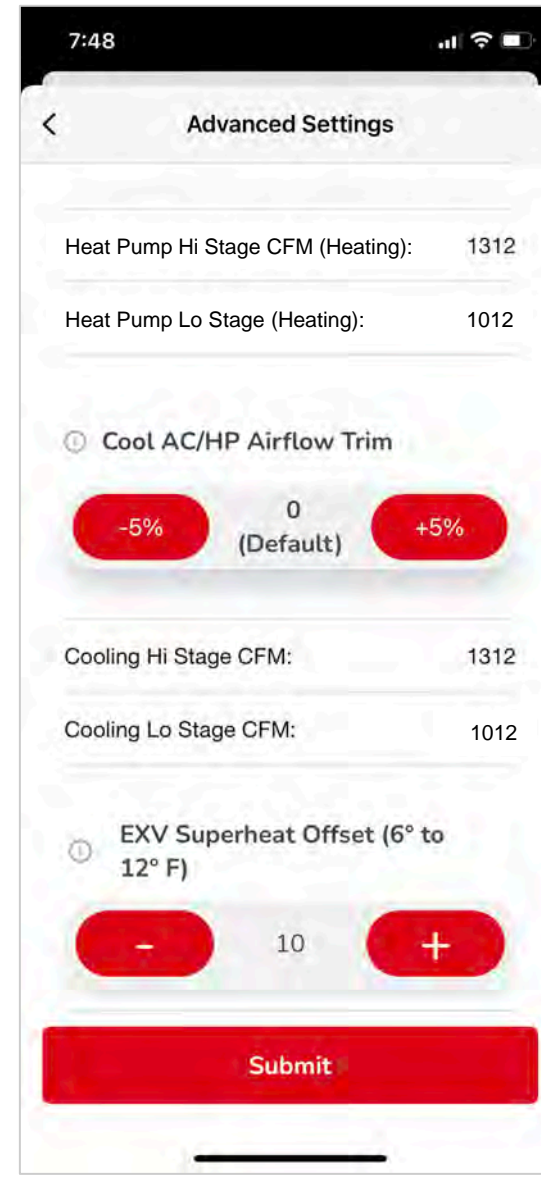 7:48
Advanced Settings
Heat Pump Hi Stage CFM (Heating): 1312
Heat Pump Lo Stage (Heating): 1012
Cool AC/HP Airflow Trim
-5% 0 +5%
(Default)
Cooling Hi Stage CFM: 1312
Cooling Lo Stage CFM: 1012
EXV Superheat Offset (6° to
12° F)
- 10 +
Submit